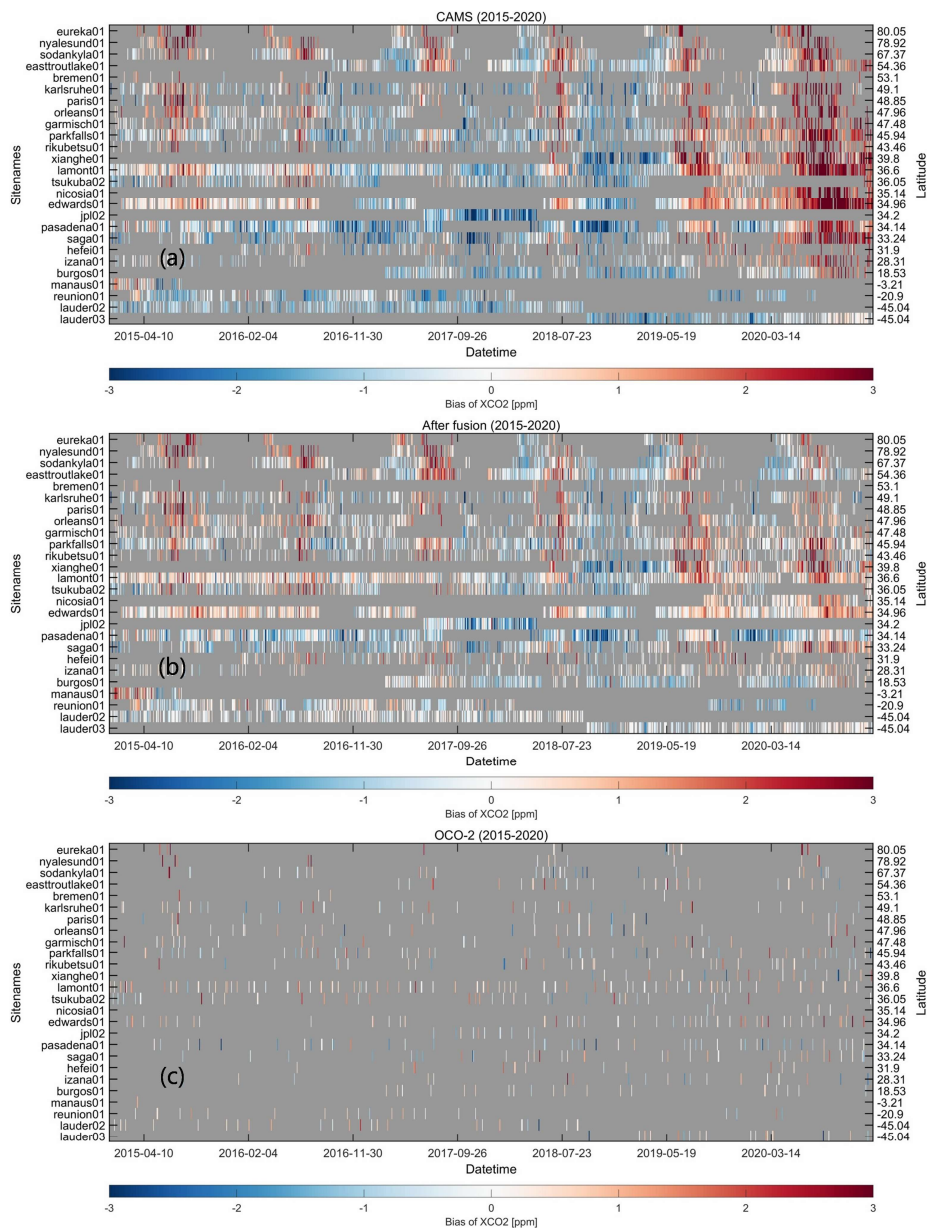 CAMS (2015-2020)
Sitenames
eureka01 80.05
nyalesund01 78.92
sodankyla01 67.37
easttroutlake01 54.36
bremen01 53.1
karlsruhe01 49.1
paris01 48.85
orleans01 47.96
garmisch01 47.48
parkfalls01 45.94
rikubetsu01 43.46
xianghe01 39.8
lamont01 36.6
tsukuba02 36.05
nicosia01 35.14
edwards01 34.96
jpl02 34.2
pasadena01 34.14
saga01 33.24
hefei01 31.9
izana01 28.31
burgos01 18.53
manaus01 -3.21
reunion01 -20.9
lauder02 -45.04
lauder03 -45.04
Latitude
(a)
2015-04-10 2016-02-04 2016-11-30 2017-09-26 2018-07-23 2019-05-19 2020-03-14
Datetime
-3 -2 -1 0 1 2 3
Bias of XCO2 [ppm]
After fusion (2015-2020)
Sitenames
eureka01 80.05
nyalesund01 78.92
sodankyla01 67.37
easttroutlake01 54.36
bremen01 53.1
karlsruhe01 49.1
paris01 48.85
orleans01 47.96
garmisch01 47.48
parkfalls01 45.94
rikubetsu01 43.46
xianghe01 39.8
lamont01 36.6
tsukuba02 36.05
nicosia01 35.14
edwards01 34.96
jpl02 34.2
pasadena01 34.14
saga01 33.24
hefei01 31.9
izana01 28.31
burgos01 18.53
manaus01 -3.21
reunion01 -20.9
lauder02 -45.04
lauder03 -45.04
Latitude
(b)
2015-04-10 2016-02-04 2016-11-30 2017-09-26 2018-07-23 2019-05-19 2020-03-14
Datetime
-3 -2 -1 0 1 2 3
Bias of XCO2 [ppm]
OCO-2 (2015-2020)
Sitenames
eureka01 80.05
nyalesund01 78.92
sodankyla01 67.37
easttroutlake01 54.36
bremen01 53.1
karlsruhe01 49.1
paris01 48.85
orleans01 47.96
garmisch01 47.48
parkfalls01 45.94
rikubetsu01 43.46
xianghe01 39.8
lamont01 36.6
tsukuba02 36.05
nicosia01 35.14
edwards01 34.96
jpl02 34.2
pasadena01 34.14
saga01 33.24
hefei01 31.9
izana01 28.31
burgos01 18.53
manaus01 -3.21
reunion01 -20.9
lauder02 -45.04
lauder03 -45.04
Latitude
(c)
2015-04-10 2016-02-04 2016-11-30 2017-09-26 2018-07-23 2019-05-19 2020-03-14
Datetime
-3 -2 -1 0 1 2 3
Bias of XCO2 [ppm]